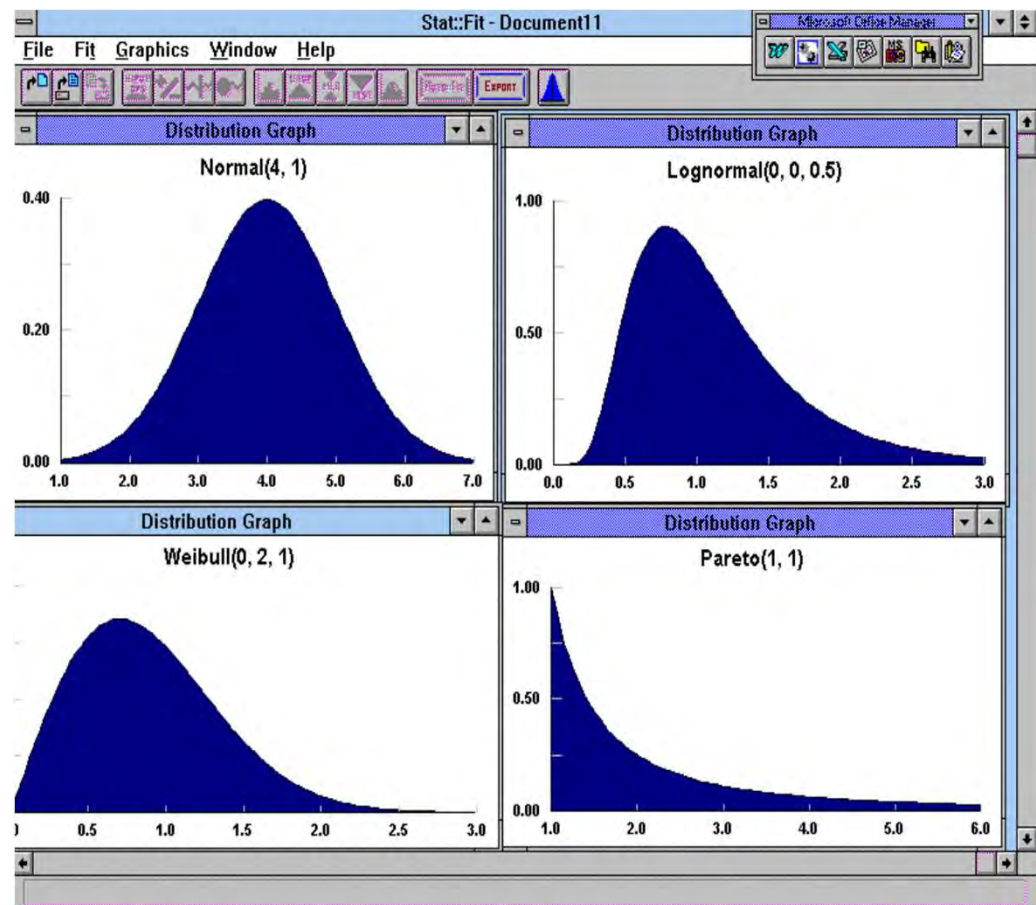 Stat::Fit - Document11
Microsoft Office Manager
File Fit Graphics Window Help
EXPORT
Distribution Graph
Normal(4, 1)
0.40
0.20
0.00
1.0 2.0 3.0 4.0 5.0 6.0 7.0
Distribution Graph
Lognormal(0, 0, 0.5)
1.00
0.50
0.00
0.0 0.5 1.0 1.5 2.0 2.5 3.0
Distribution Graph
Weibull(0, 2, 1)
0.5 1.0 1.5 2.0 2.5 3.0
Distribution Graph
Pareto(1, 1)
1.00
0.50
0.00
1.0 2.0 3.0 4.0 5.0 6.0